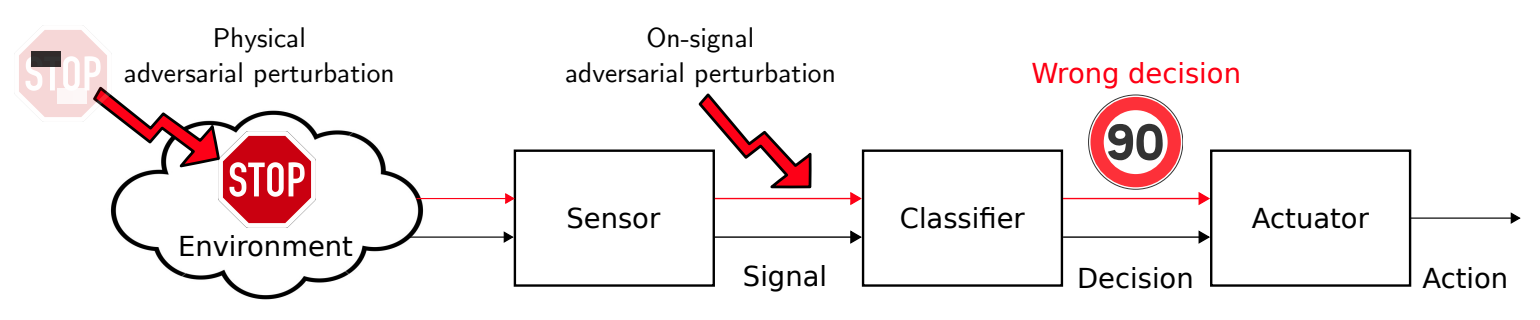 STOP
Physical
adversarial perturbation
On-signal
adversarial perturbation
Wrong decision
90
STOP
Environment
Sensor
Signal
Classifier
Decision
Actuator
Action